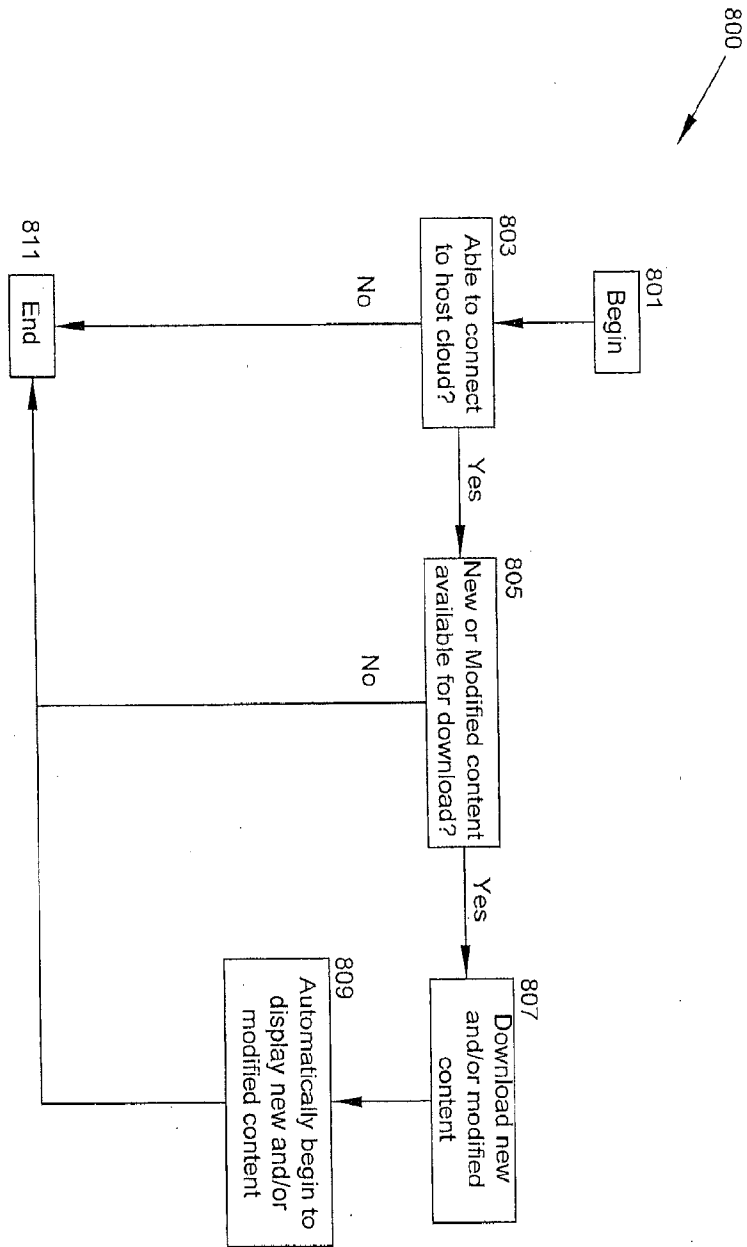 800
801
Begin
803
Able to connect
to host cloud?
Yes
No
805
New or Modified content
available for download?
Yes
No
807
Download new
and/or modified
content
809
Automatically begin to
display new and/or
modified content
811
End